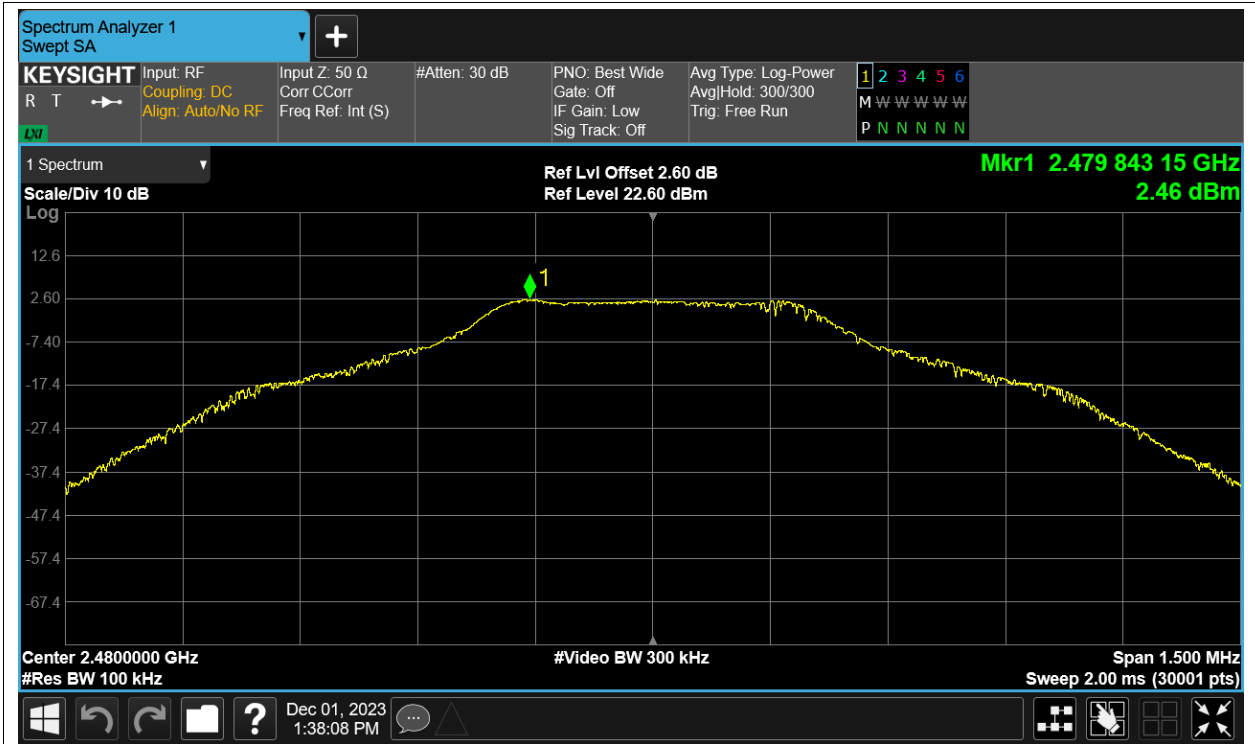 Spectrum Analyzer 1
Swept SA
KEYSIGHT
R T
LXI
Input: RF
Coupling: DC
Align: Auto/No RF
Input Z: 50 Ω
Corr CCorr
Freq Ref: Int (S)
#Atten: 30 dB
PNO: Best Wide
Gate: Off
IF Gain: Low
Sig Track: Off
Avg Type: Log-Power
Avg|Hold: 300/300
Trig: Free Run
1 2 3 4 5 6
M W W W W W
P N N N N N
1 Spectrum
Scale/Div 10 dB
Ref Lvl Offset 2.60 dB
Ref Level 22.60 dBm
Mkr1 2.479 843 15 GHz
2.46 dBm
Log
12.6
2.60
-7.40
-17.4
-27.4
-37.4
-47.4
-57.4
-67.4
1
Center 2.4800000 GHz
#Res BW 100 kHz
#Video BW 300 kHz
Span 1.500 MHz
Sweep 2.00 ms (30001 pts)
?
Dec 01, 2023
1:38:08 PM